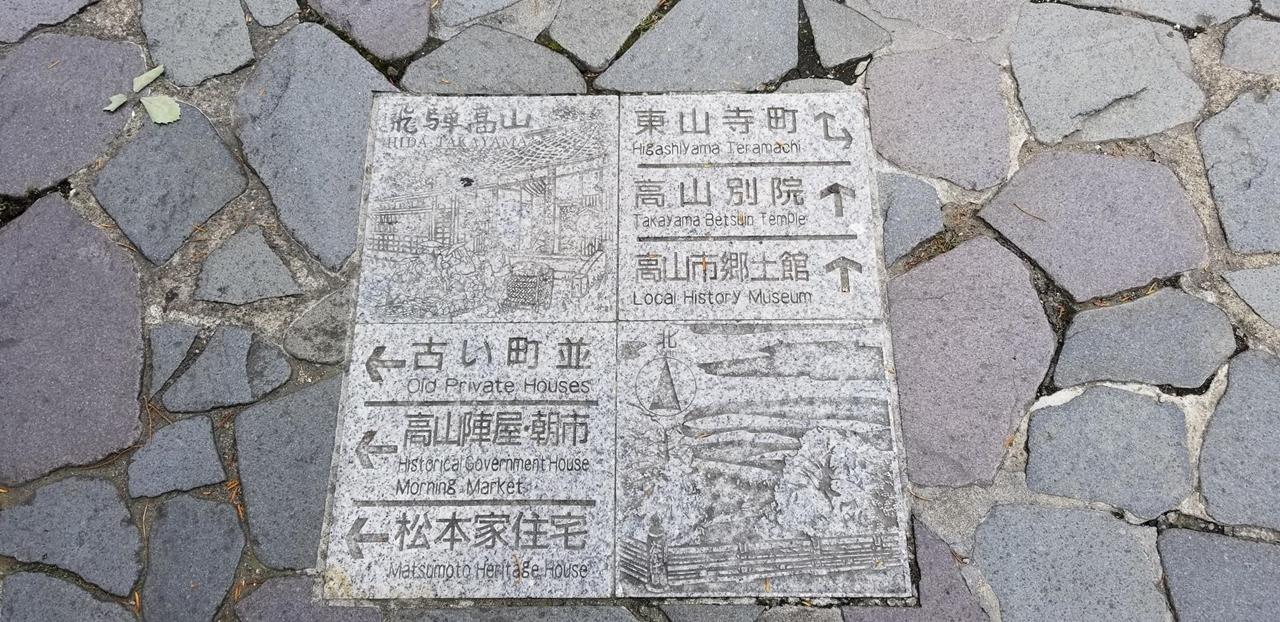 飛騨高山
HIDA TAKAYAMA
東山寺町
Higashiyama Teramachi
高山別院
Takayama Betsuin Temple
高山市郷土館
Local History Museum
古い町並
Old Private Houses
高山陣屋・朝市
Historical Government House
Morning Market
松本家住宅
Matsumoto Heritage House
北